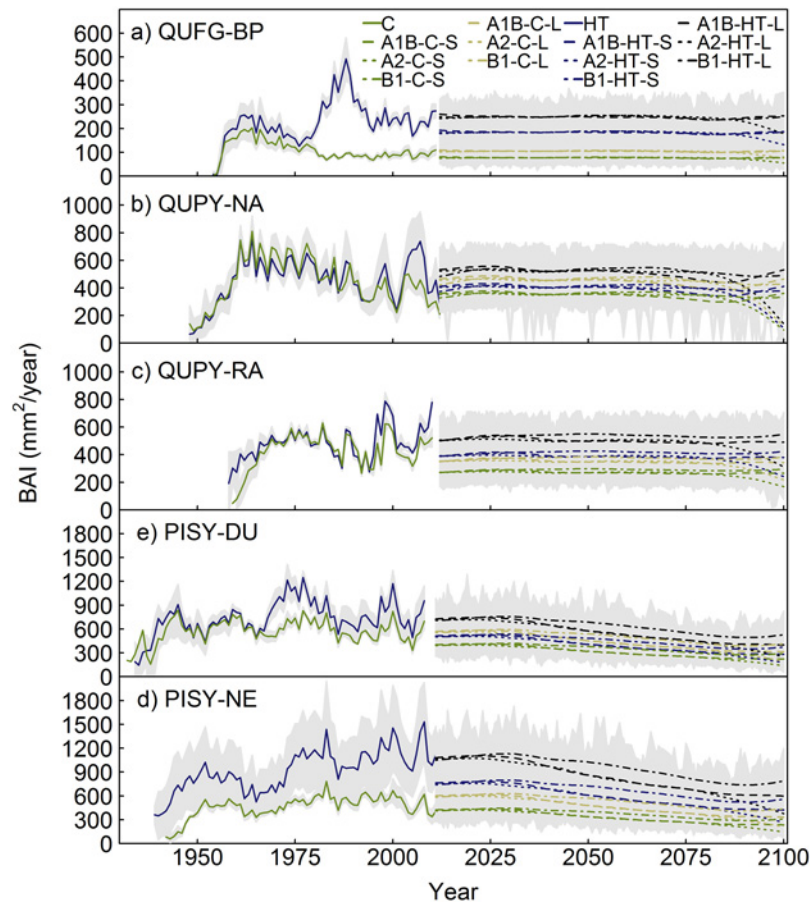 C A1B-C-L HT A1B-HT-L
A1B-C-S A2-C-L A1B-HT-S A2-HT-L
A2-C-S B1-C-L A2-HT-S B1-HT-L
B1-C-S B1-HT-S
a) QUFG-BP
600
500
400
300
200
100
0
b) QUPY-NA
1000
800
600
400
200
0
c) QUPY-RA
1000
800
600
400
200
0
e) PISY-DU
1800
1500
1200
900
600
300
0
d) PISY-NE
1800
1500
1200
900
600
300
0
BAI (mm²/year)
1950 1975 2000 2025 2050 2075 2100
Year